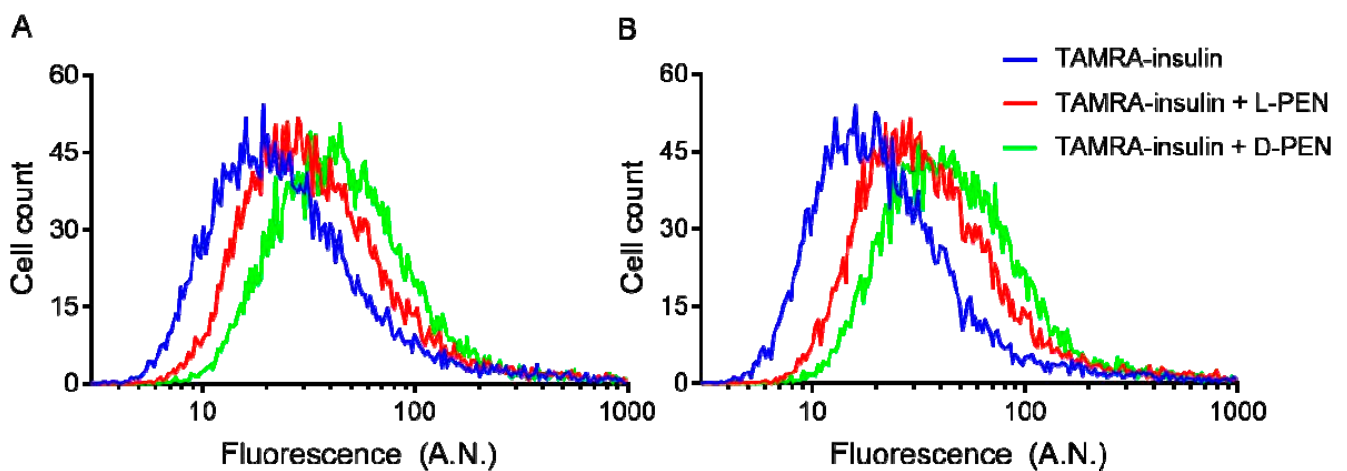 A
60
45
30
15
0
Cell count
10
100
1000
Fluorescence (A.N.)
B
60
45
30
15
0
Cell count
10
100
1000
Fluorescence (A.N.)
TAMRA-insulin
TAMRA-insulin + L-PEN
TAMRA-insulin + D-PEN